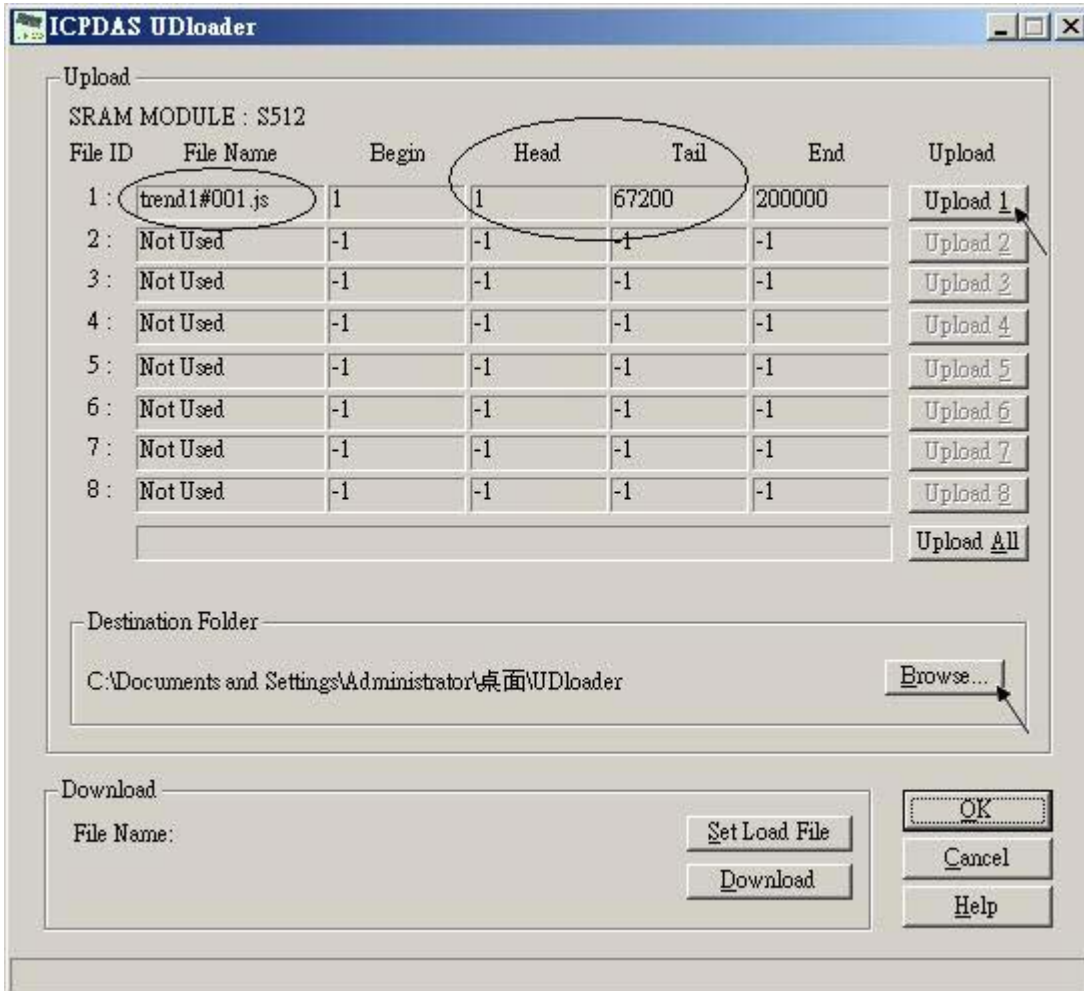 ICPDAS UDloader
Upload
SRAM MODULE : S512
File ID File Name Begin Head Tail End Upload
1 : trend1#001.js 1 1 67200 200000 Upload 1
2 : Not Used -1 -1 -1 -1 Upload 2
3 : Not Used -1 -1 -1 -1 Upload 3
4 : Not Used -1 -1 -1 -1 Upload 4
5 : Not Used -1 -1 -1 -1 Upload 5
6 : Not Used -1 -1 -1 -1 Upload 6
7 : Not Used -1 -1 -1 -1 Upload 7
8 : Not Used -1 -1 -1 -1 Upload 8
Upload All
Destination Folder
C:\Documents and Settings\Administrator\桌面\UDloader Browse...
Download
File Name:
Set Load File
Download
OK
Cancel
Help